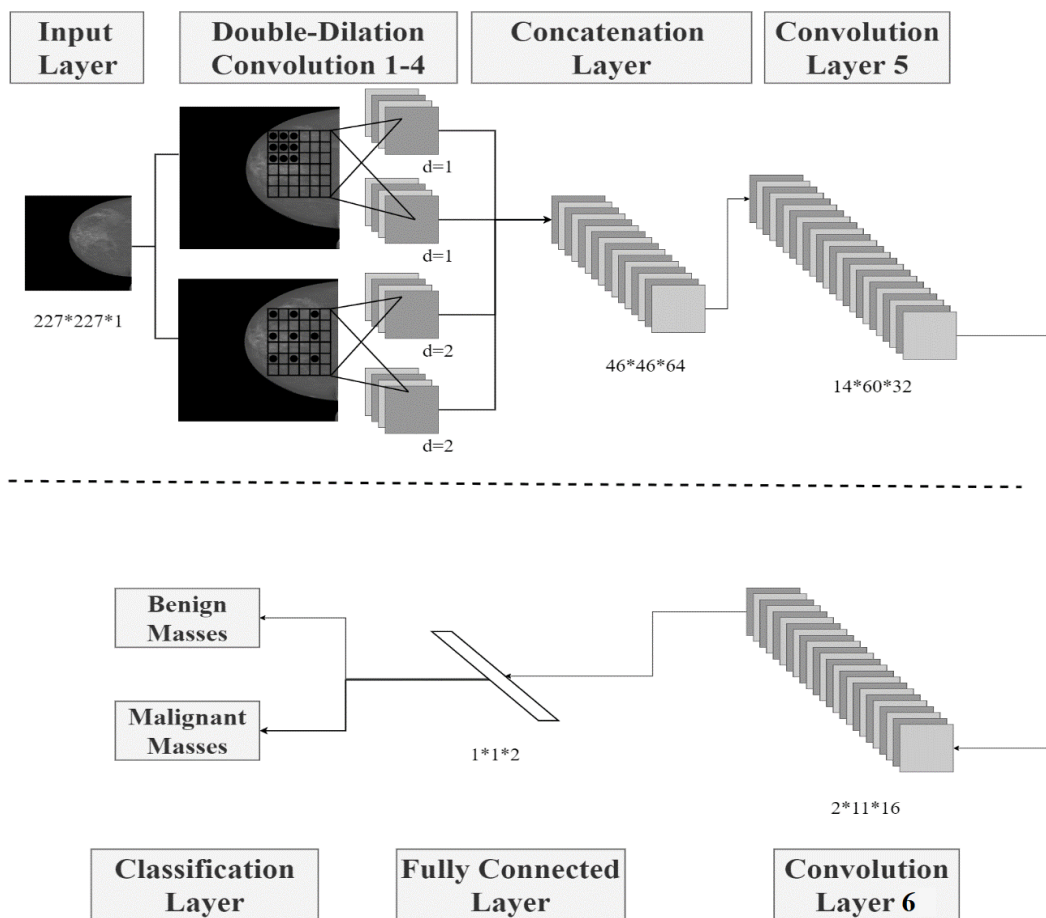 Input
Layer
Double-Dilation
Convolution 1-4
Concatenation
Layer
Convolution
Layer 5
d=1
d=1
227*227*1
d=2
46*46*64
14*60*32
d=2
Benign
Masses
Malignant
Masses
1*1*2
2*11*16
Classification
Layer
Fully Connected
Layer
Convolution
Layer 6